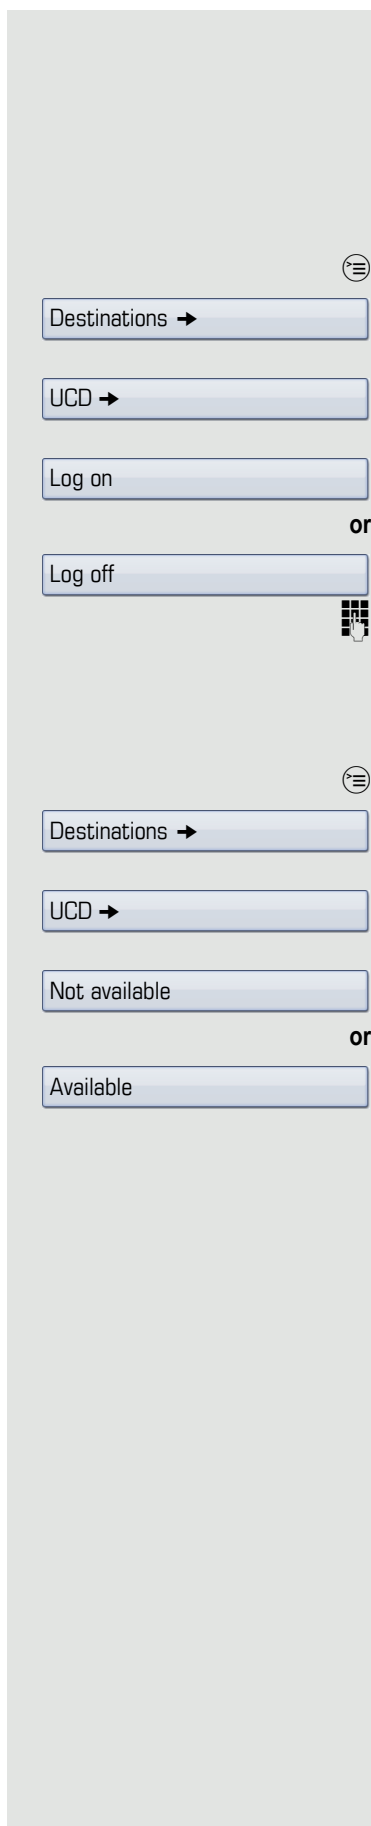 Destinations →
UCD →
Log on
or
Log off
Destinations →
UCD →
Not available
or
Available